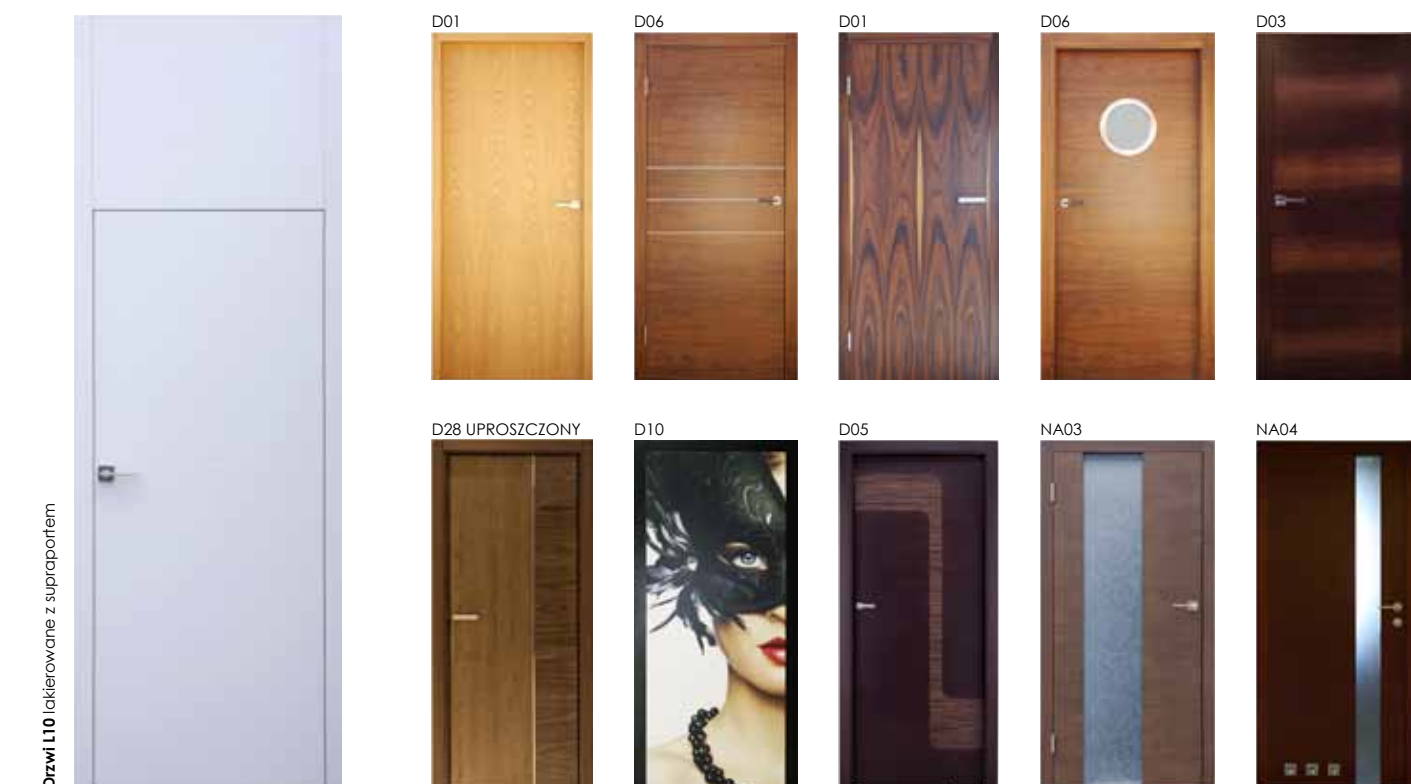 D01
D06
D01
D06
D03
D28 UPROSZCZONY
D10
D05
NA03
NA04
Drzwi L10 lakierowane z supraportem